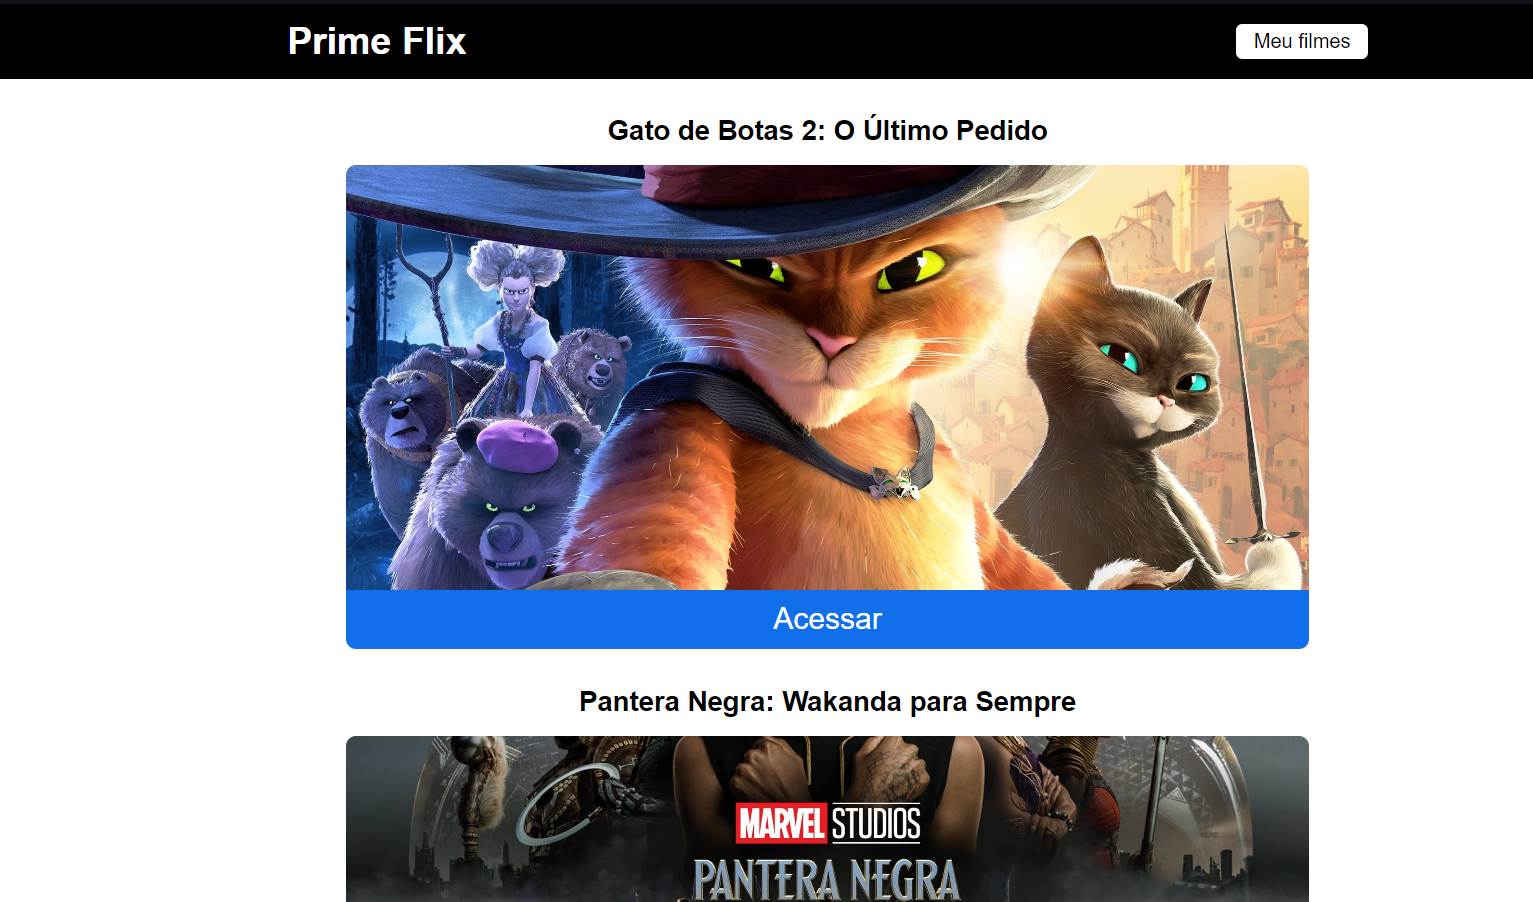 Prime Flix
Meu filmes
Gato de Botas 2: O Último Pedido
Acessar
Pantera Negra: Wakanda para Sempre
MARVEL STUDIOS
PANTERA NEGRA